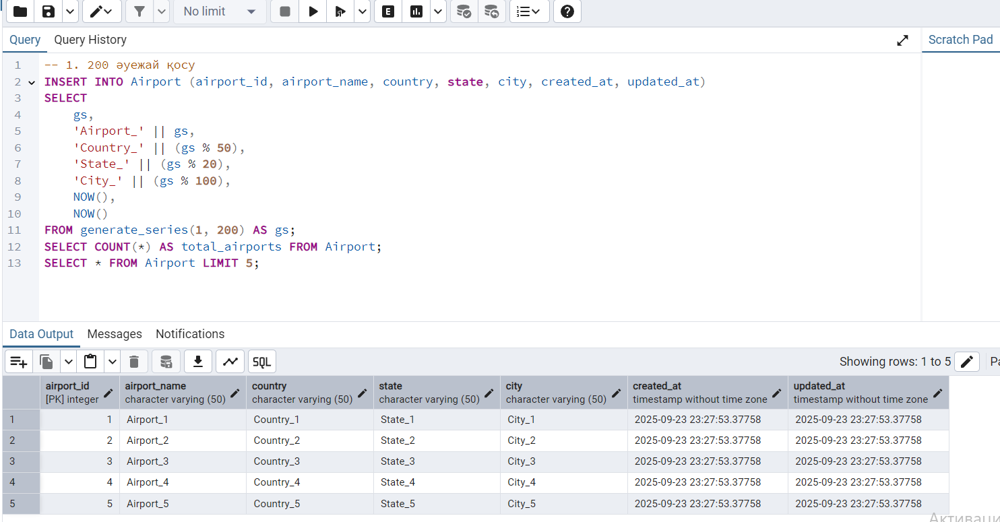 No limit
Query Query History Scratch Pad
1 -- 1. 200 әуежай қосу
2 INSERT INTO Airport (airport_id, airport_name, country, state, city, created_at, updated_at)
3 SELECT
4 gs,
5 'Airport_' || gs,
6 'Country_' || (gs % 50),
7 'State_' || (gs % 20),
8 'City_' || (gs % 100),
9 NOW(),
10 NOW()
11 FROM generate_series(1, 200) AS gs;
12 SELECT COUNT(*) AS total_airports FROM Airport;
13 SELECT * FROM Airport LIMIT 5;
Data Output Messages Notifications
SQL Showing rows: 1 to 5
airport_id airport_name country state city created_at updated_at
[PK] integer character varying (50) character varying (50) character varying (50) character varying (50) timestamp without time zone timestamp without time zone
1 1 Airport_1 Country_1 State_1 City_1 2025-09-23 23:27:53.37758 2025-09-23 23:27:53.37758
2 2 Airport_2 Country_2 State_2 City_2 2025-09-23 23:27:53.37758 2025-09-23 23:27:53.37758
3 3 Airport_3 Country_3 State_3 City_3 2025-09-23 23:27:53.37758 2025-09-23 23:27:53.37758
4 4 Airport_4 Country_4 State_4 City_4 2025-09-23 23:27:53.37758 2025-09-23 23:27:53.37758
5 5 Airport_5 Country_5 State_5 City_5 2025-09-23 23:27:53.37758 2025-09-23 23:27:53.37758